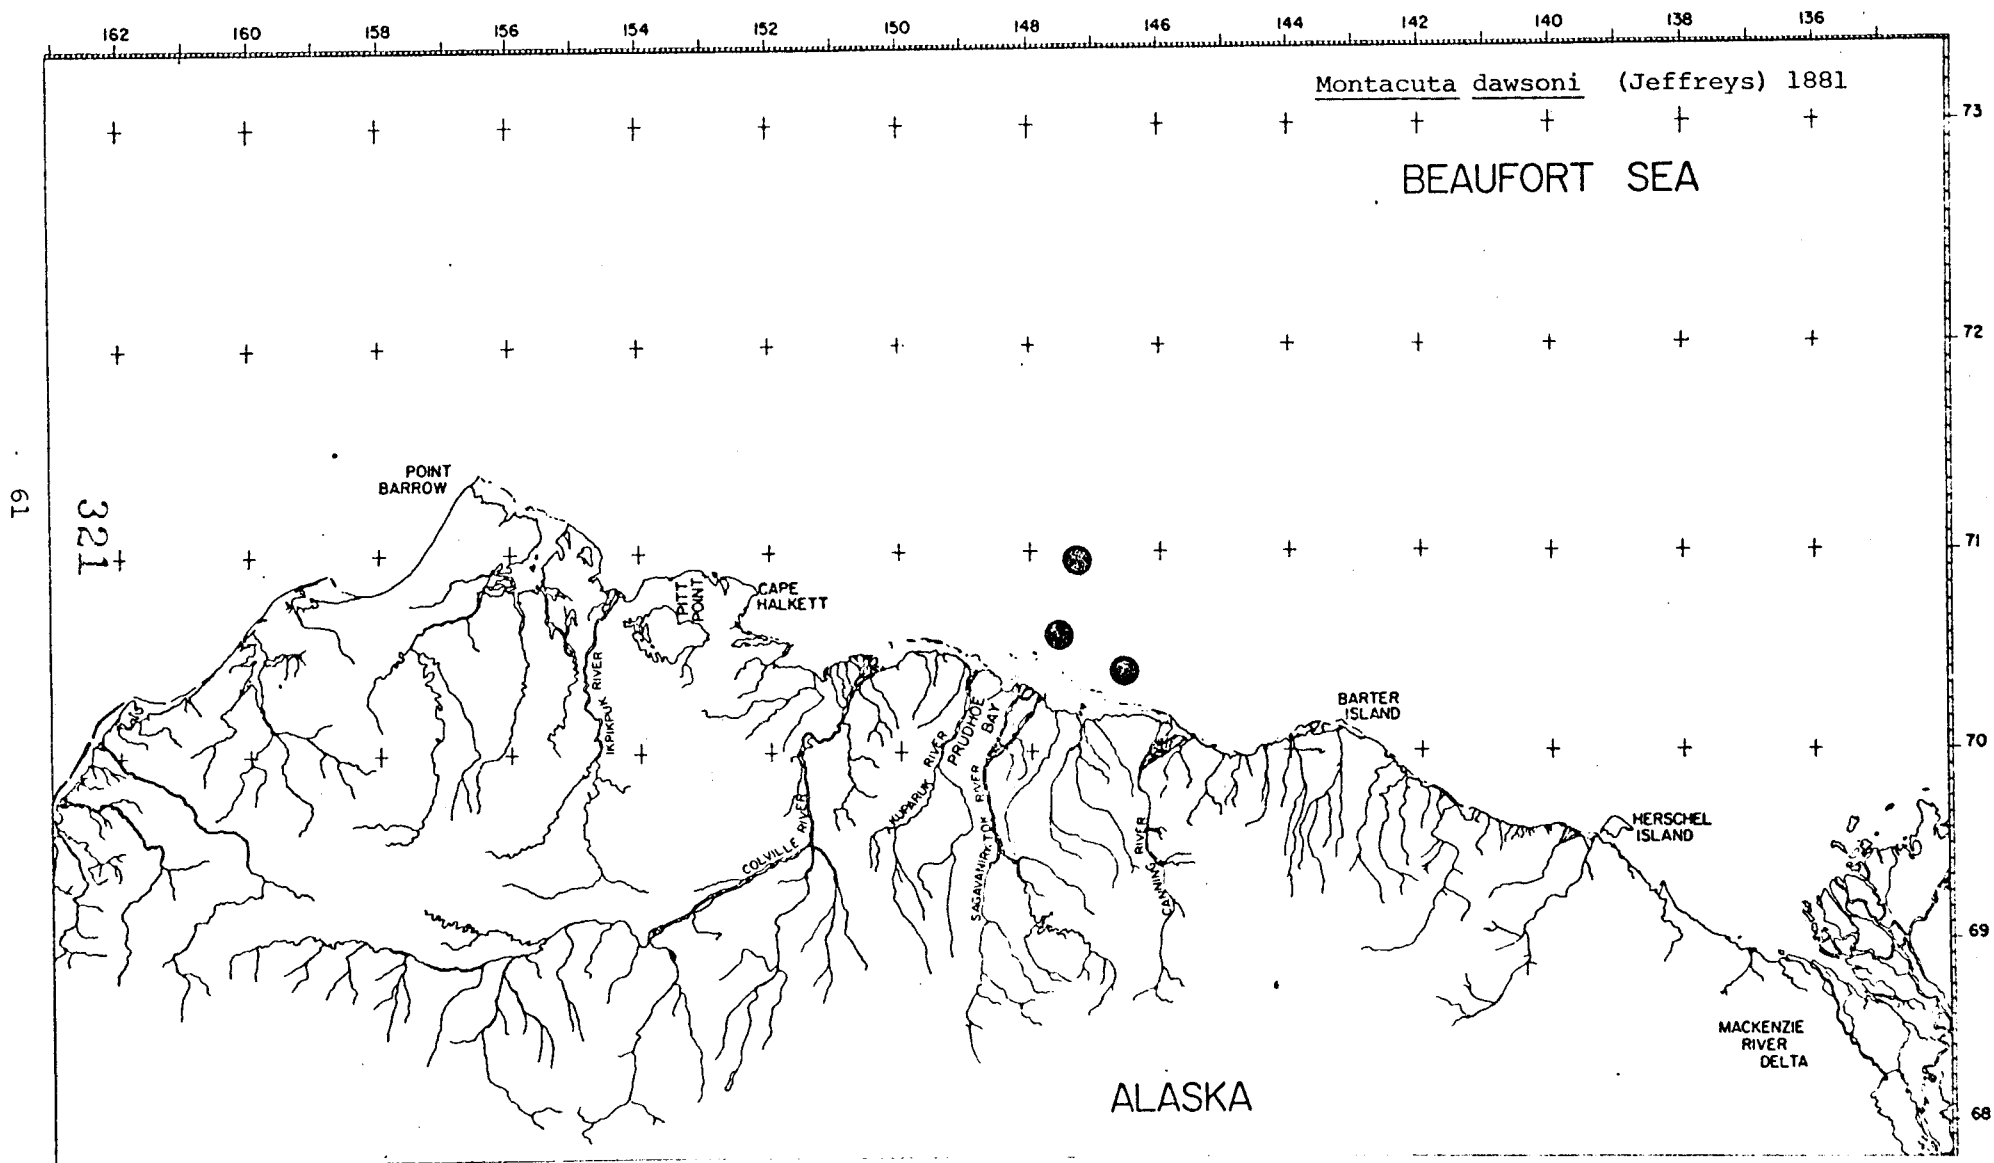 162 160 158 156 154 152 150 148 146 144 142 140 138 136
Montacuta dawsoni (Jeffreys) 1881
73
BEAUFORT SEA
72
POINT
BARROW
61
321
71
PITT
POINT
CAPE
HALKETT
IKPIKPUK RIVER
BARTER
ISLAND
PRUDHOE
BAY
70
KUPARUK RIVER
COLVILLE RIVER
SAGAVANIRKTOK RIVER
CANNING RIVER
HERSCHEL
ISLAND
69
MACKENZIE
RIVER
DELTA
ALASKA
68